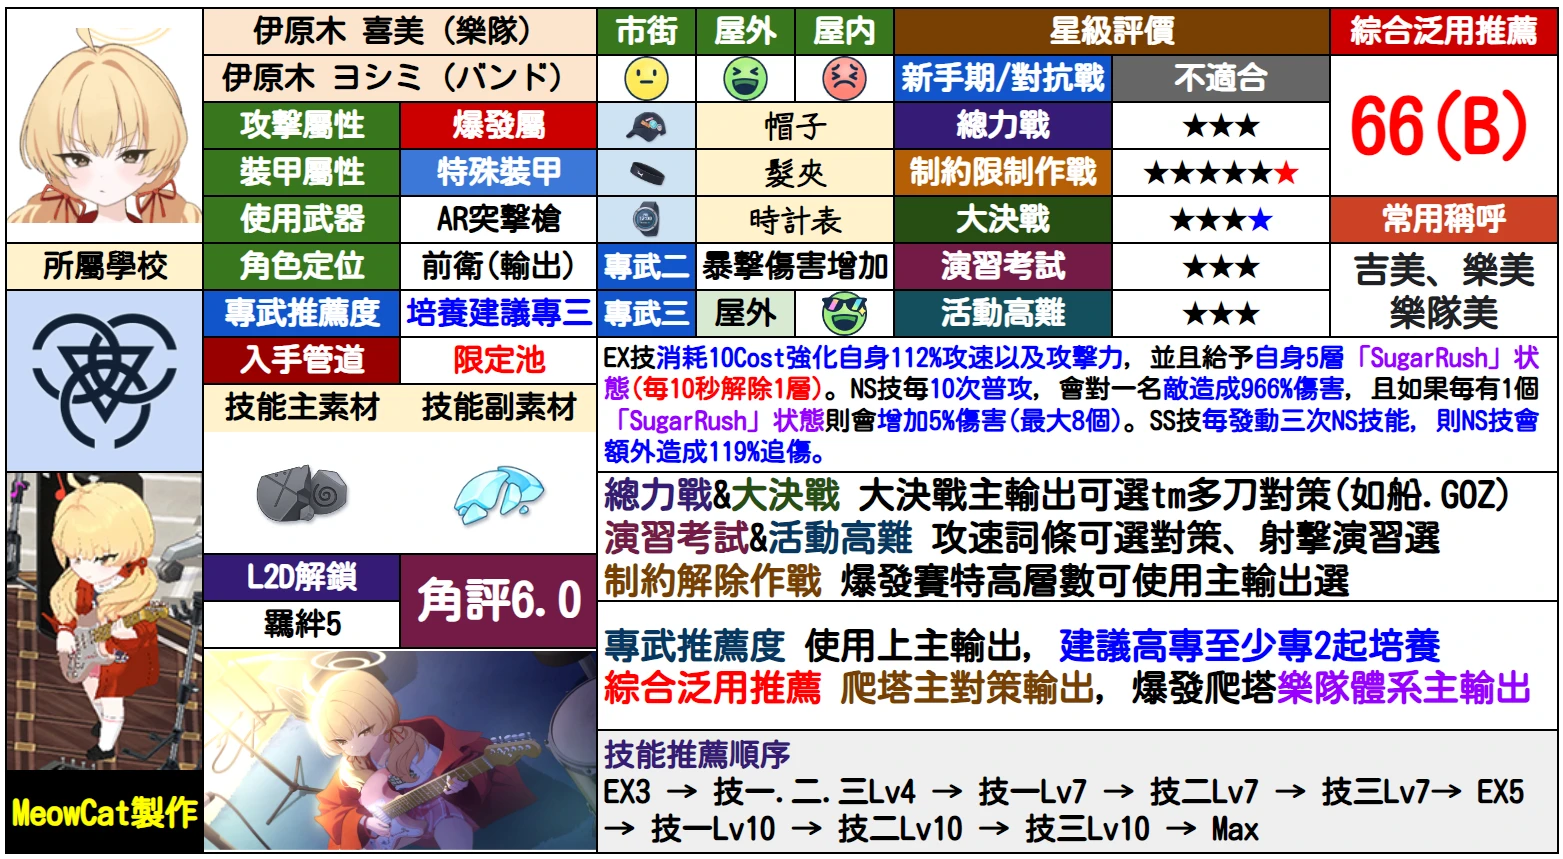 伊原木 喜美（樂隊）
伊原木 ヨシミ（バンド）
攻擊屬性 爆發屬
裝甲屬性 特殊裝甲
使用武器 AR突擊槍
所屬學校
角色定位 前衛(輸出)
專武推薦度 培養建議專三
入手管道 限定池
技能主素材 技能副素材
L2D解鎖
羈絆5
角評6.0
MeowCat製作
市街 屋外 屋內
帽子
髮夾
時計表
專武二 暴擊傷害增加
專武三 屋外
星級評價
新手期/對抗戰 不適合
總力戰 ★★★
制約限制作戰 ★★★★★★
大決戰 ★★★★
演習考試 ★★★
活動高難 ★★★
綜合泛用推薦
66(B)
常用稱呼
吉美、樂美
樂隊美
EX技消耗10Cost強化自身112%攻速以及攻擊力，並且給予自身5層「SugarRush」状
態(每10秒解除1層)。NS技每10次普攻，會對一名敵造成966%傷害，且如果每有1個
「SugarRush」状態則會增加5%傷害(最大8個)。SS技每發動三次NS技能，則NS技會
額外造成119%追傷。
總力戰&大決戰 大決戰主輸出可選tm多刀對策(如船.GOZ)
演習考試&活動高難 攻速詞條可選對策、射擊演習選
制約解除作戰 爆發賽特高層數可使用主輸出選
專武推薦度 使用上主輸出，建議高專至少專2起培養
綜合泛用推薦 爬塔主對策輸出，爆發爬塔樂隊體系主輸出
技能推薦順序
EX3 → 技一.二.三Lv4 → 技一Lv7 → 技二Lv7 → 技三Lv7→ EX5
→ 技一Lv10 → 技二Lv10 → 技三Lv10 → Max